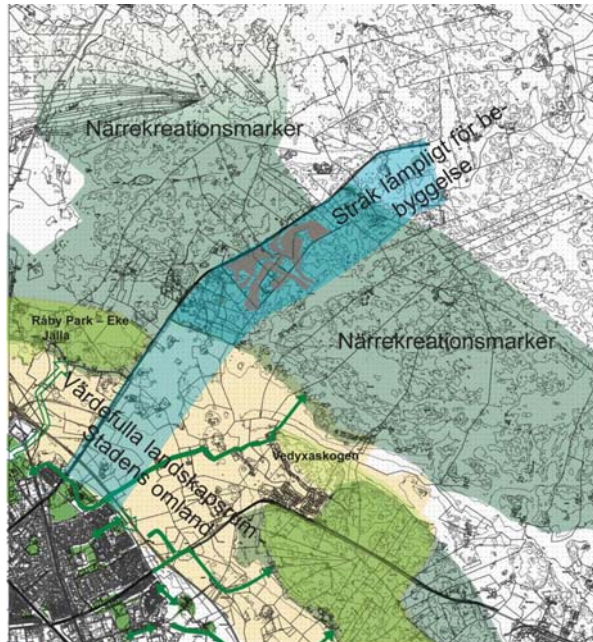 Närrekreationsmarker
Stråk lämpligt för be-
byggelse
Råby Park – Eke
– Jälla
Närrekreationsmarker
Värdefulla landskapsrum
Stadens omland
Vedyxaskogen